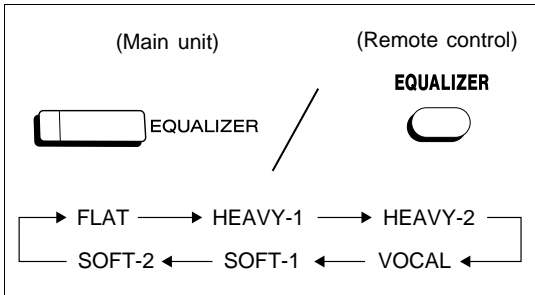 (Main unit) (Remote control)
EQUALIZER
EQUALIZER
FLAT HEAVY-1 HEAVY-2
SOFT-2 SOFT-1 VOCAL